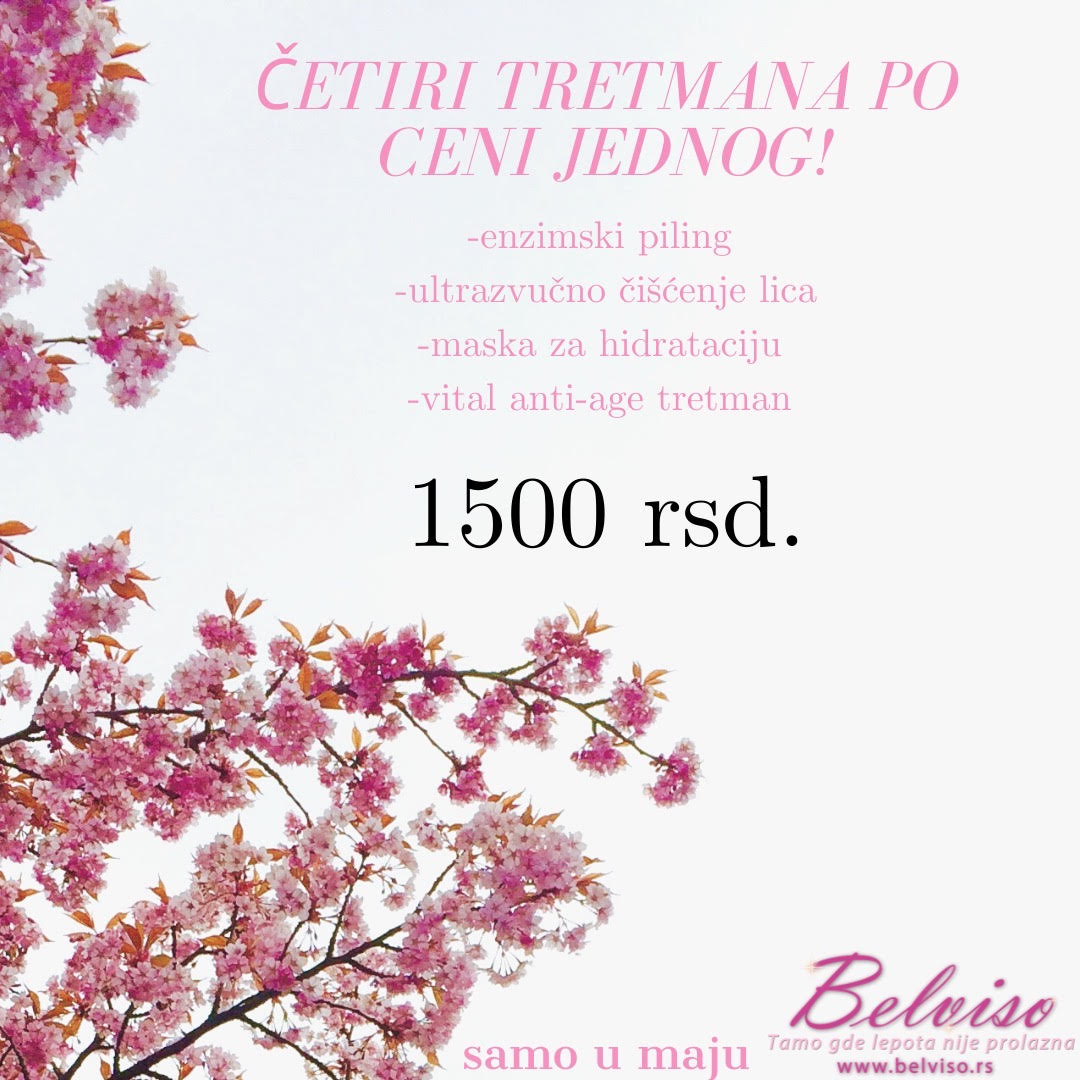 ČETIRI TRETMANA PO
CENI JEDNOG!
-enzimski piling
-ultrazvučno čišćenje lica
-maska za hidrataciju
-vital anti-age tretman
1500 rsd.
samo u maju
Belviso
Tamo gde lepota nije prolazna
www.belviso.rs